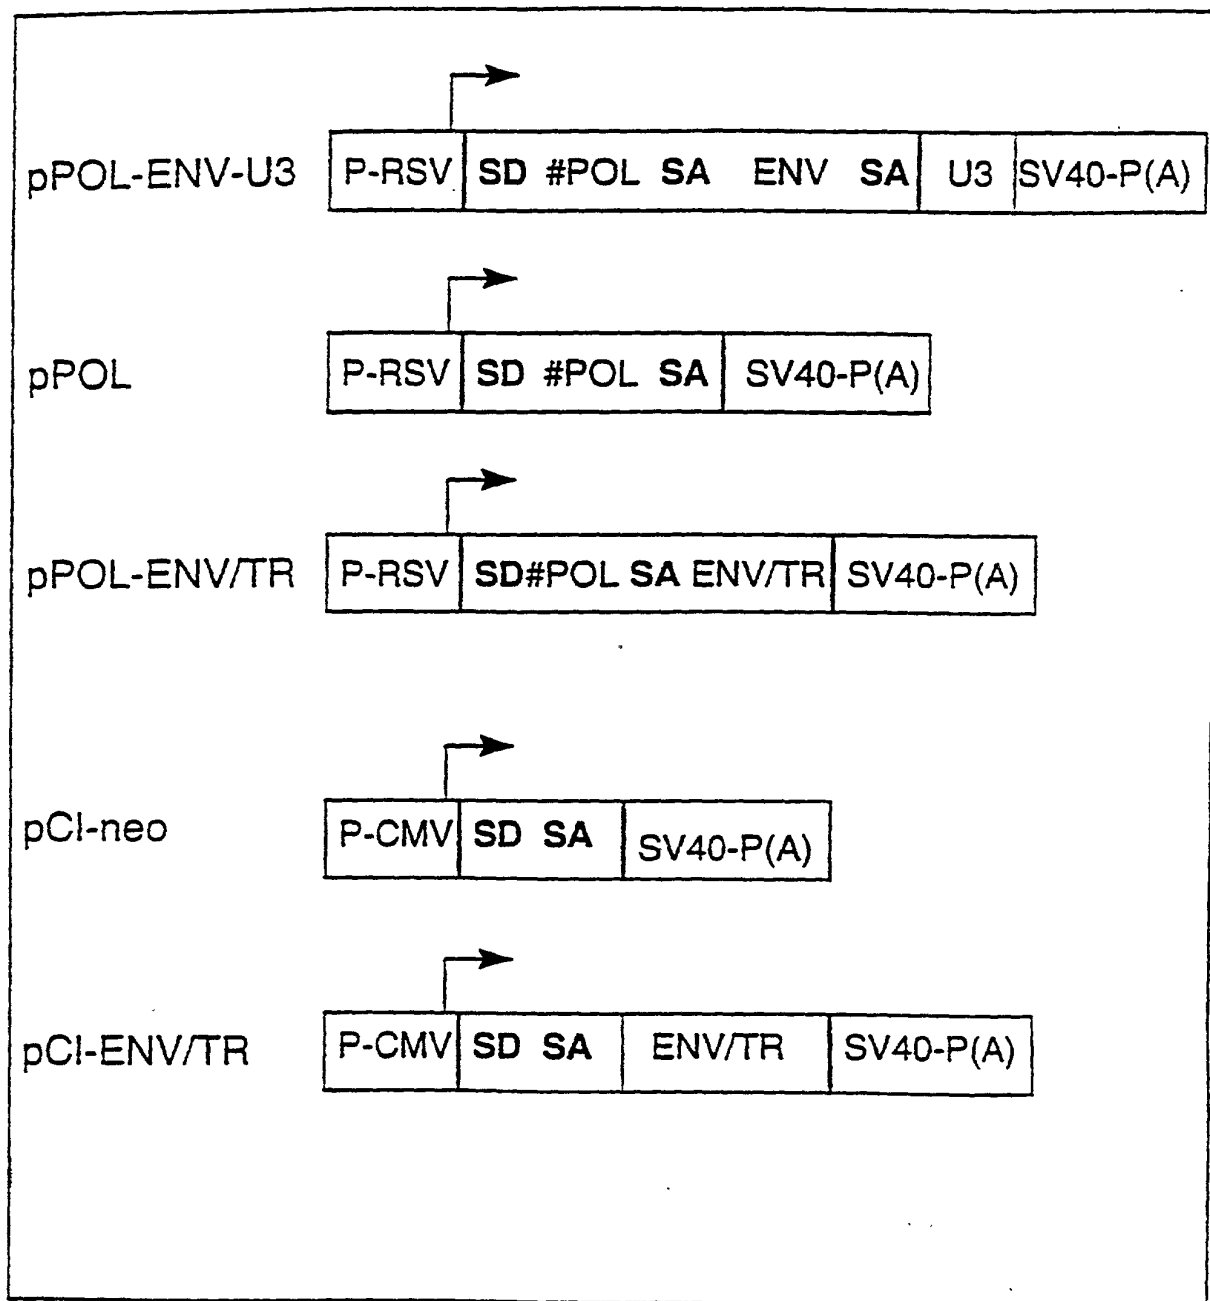 pPOL-ENV-U3 P-RSV SD #POL SA ENV SA U3 SV40-P(A)
pPOL P-RSV SD #POL SA SV40-P(A)
pPOL-ENV/TR P-RSV SD#POL SA ENV/TR SV40-P(A)
pCI-neo P-CMV SD SA SV40-P(A)
pCI-ENV/TR P-CMV SD SA ENV/TR SV40-P(A)